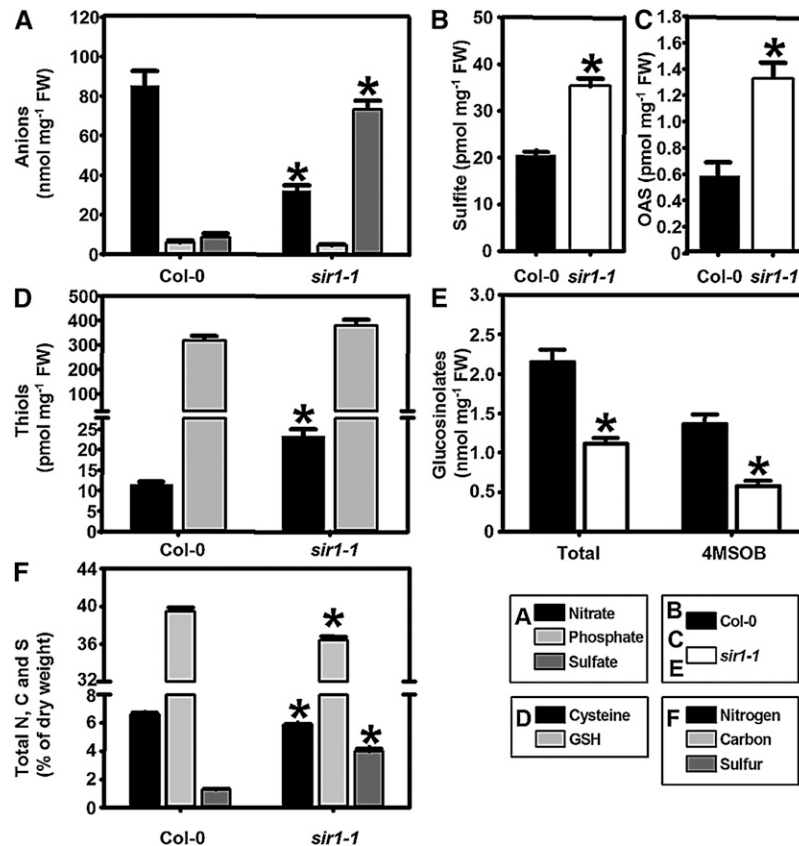 A
Anions
(nmol mg-1 FW)
120
100
80
60
40
20
0
*
*
Col-0
sir1-1
B
Sulfite (pmol mg-1 FW)
50
40
30
20
10
0
*
Col-0 sir1-1
C
OAS (pmol mg-1 FW)
1.8
1.6
1.4
1.2
1.0
0.8
0.6
0.4
0.2
0
*
Col-0 sir1-1
D
Thiols
(pmol mg-1 FW)
500
400
300
200
100
25
20
15
10
5
0
*
Col-0
sir1-1
E
Glucosinolates
(nmol mg-1 FW)
3.0
2.5
2.0
1.5
1.0
0.5
0
*
*
Total
4MSOB
F
Total N, C and S
(% of dry weight)
44
40
36
32
8
6
4
2
0
*
*
*
Col-0
sir1-1
A
Nitrate
Phosphate
Sulfate
B
C
E
Col-0
sir1-1
D
Cysteine
GSH
F
Nitrogen
Carbon
Sulfur